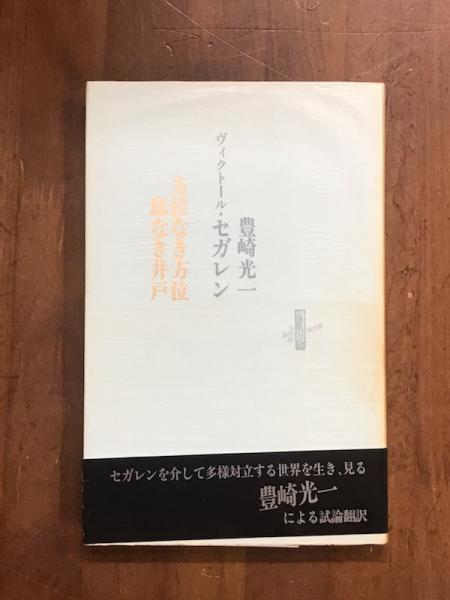 豊崎光一
ヴィクトール・セガレン
方位なき方位
底なき井戸
セガレンを介して多様対立する世界を生き、見る
豊崎光一
による試論翻訳